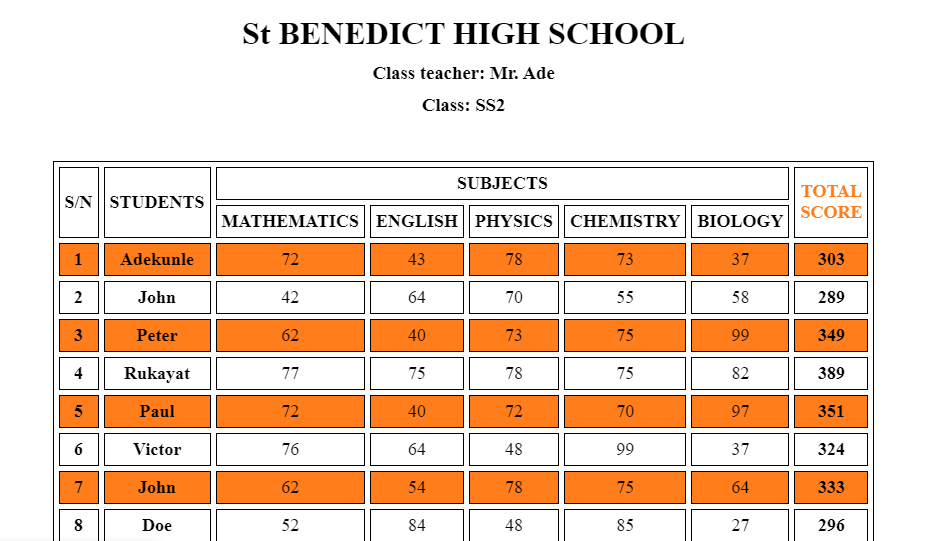 St BENEDICT HIGH SCHOOL
Class teacher: Mr. Ade
Class: SS2
S/N STUDENTS SUBJECTS TOTAL SCORE
MATHEMATICS ENGLISH PHYSICS CHEMISTRY BIOLOGY
1 Adekunle 72 43 78 73 37 303
2 John 42 64 70 55 58 289
3 Peter 62 40 73 75 99 349
4 Rukayat 77 75 78 75 82 389
5 Paul 72 40 72 70 97 351
6 Victor 76 64 48 99 37 324
7 John 62 54 78 75 64 333
8 Doe 52 84 48 85 27 296